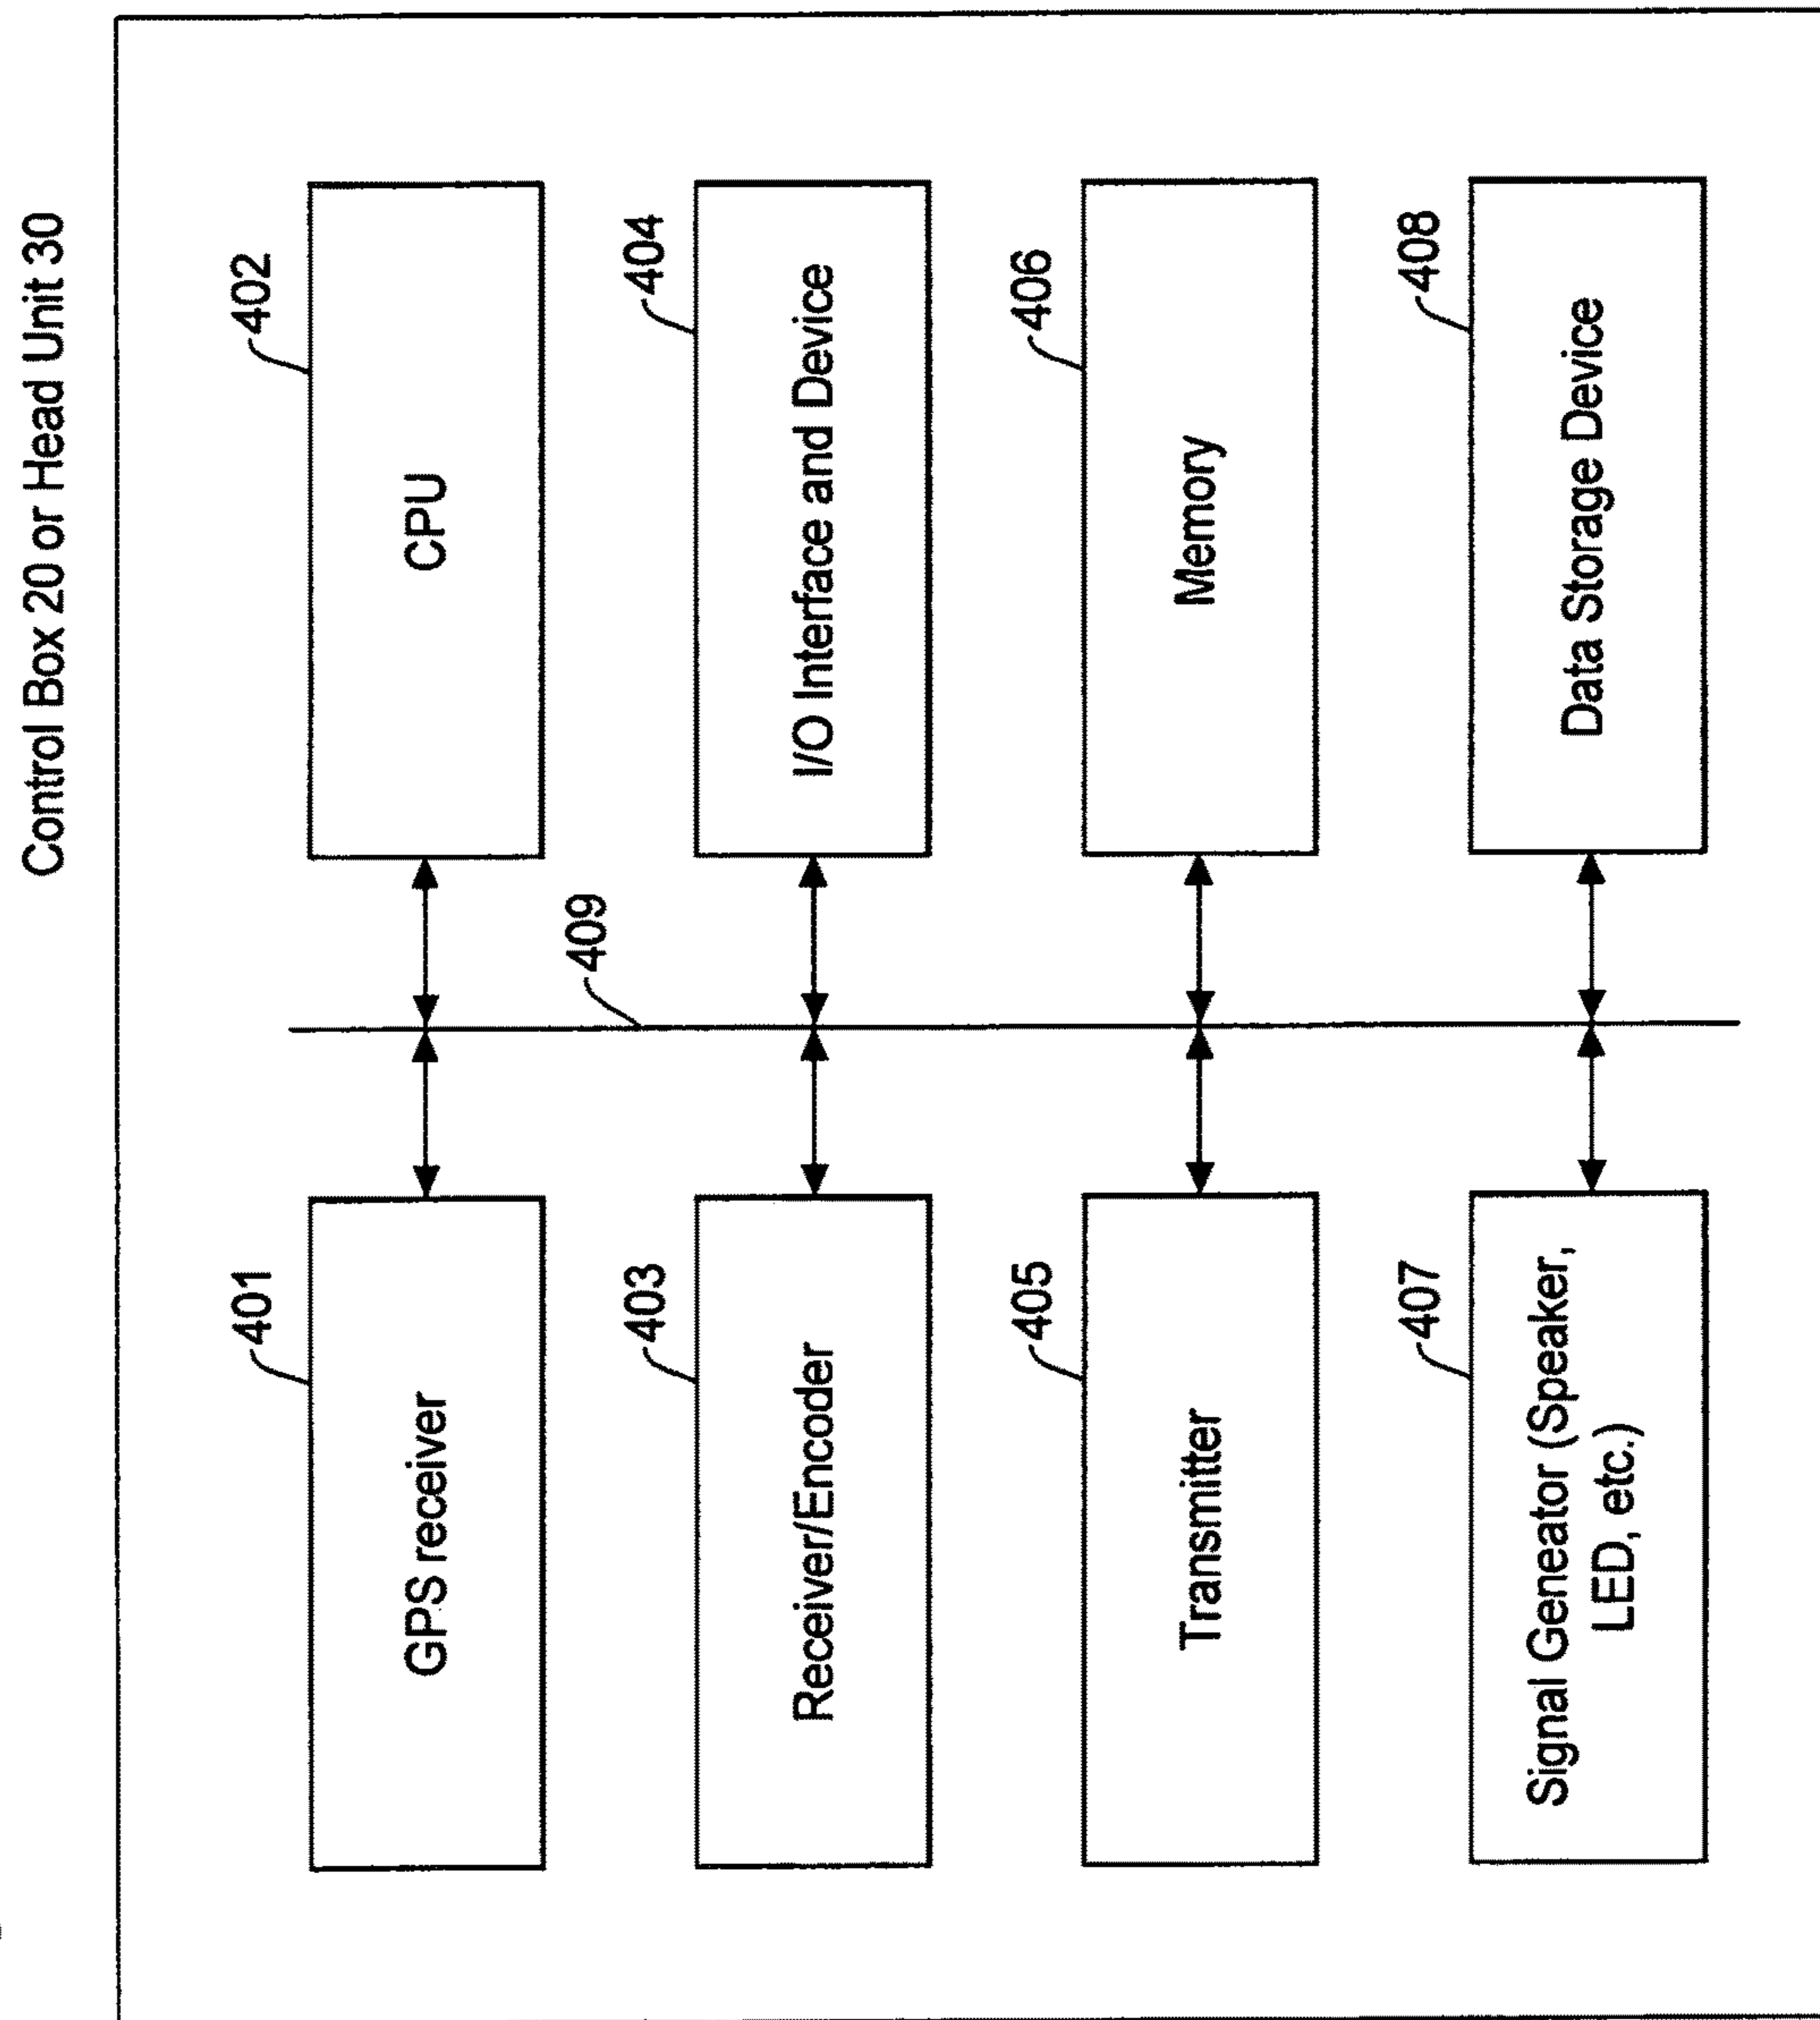 Control Box 20 or Head Unit 30
401
GPS receiver
402
CPU
409
403
Receiver/Encoder
404
I/O Interface and Device
405
Transmitter
406
Memory
407
Signal Geneator (Speaker,
LED, etc.)
408
Data Storage Device